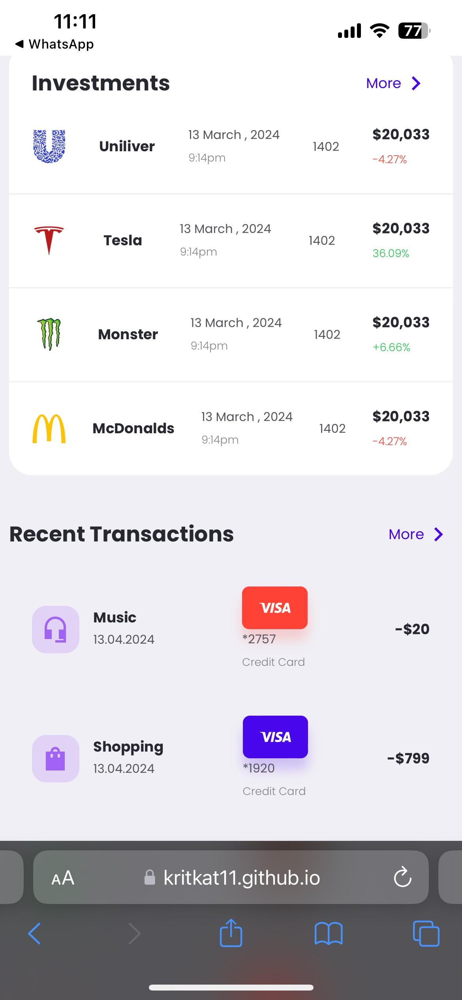 11:11
77
WhatsApp
Investments
More
Uniliver
13 March , 2024
9:14pm
1402
$20,033
-4.27%
Tesla
13 March , 2024
9:14pm
1402
$20,033
36.09%
Monster
13 March , 2024
9:14pm
1402
$20,033
+6.66%
McDonalds
13 March , 2024
9:14pm
1402
$20,033
-4.27%
Recent Transactions
More
Music
13.04.2024
VISA
*2757
Credit Card
-$20
Shopping
13.04.2024
VISA
*1920
Credit Card
-$799
AA
kritkat11.github.io